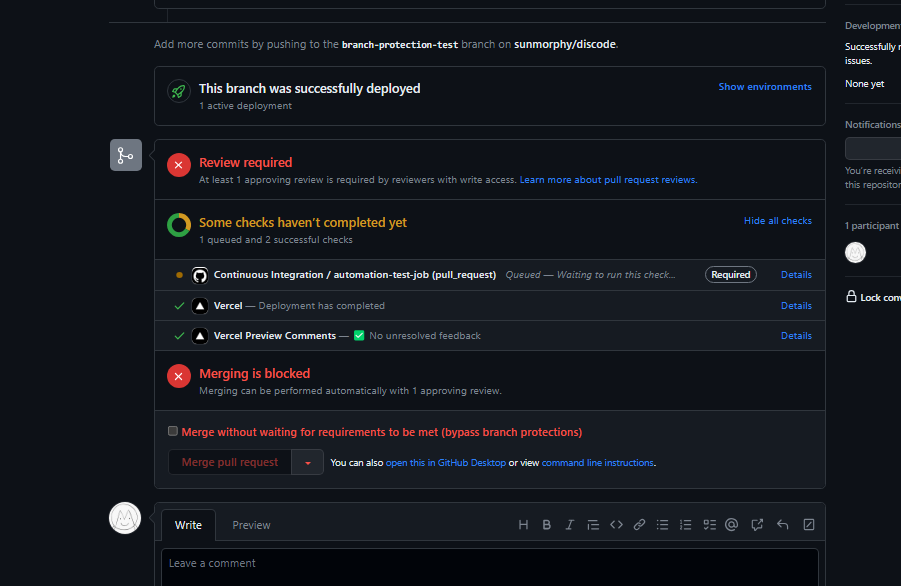 Add more commits by pushing to the branch-protection-test branch on sunmorphy/discode.
This branch was successfully deployed
1 active deployment
Show environments
Review required
At least 1 approving review is required by reviewers with write access. Learn more about pull request reviews.
Some checks haven't completed yet
1 queued and 2 successful checks
Hide all checks
Continuous Integration / automation-test-job (pull_request) Queued — Waiting to run this check... Required Details
Vercel — Deployment has completed Details
Vercel Preview Comments — ✅ No unresolved feedback Details
Merging is blocked
Merging can be performed automatically with 1 approving review.
Merge without waiting for requirements to be met (bypass branch protections)
Merge pull request
You can also open this in GitHub Desktop or view command line instructions.
Write Preview
H B I
Leave a comment
Developmen
Successfully
issues.
None yet
Notifications
You're receivi
this repositor
1 participant
Lock con